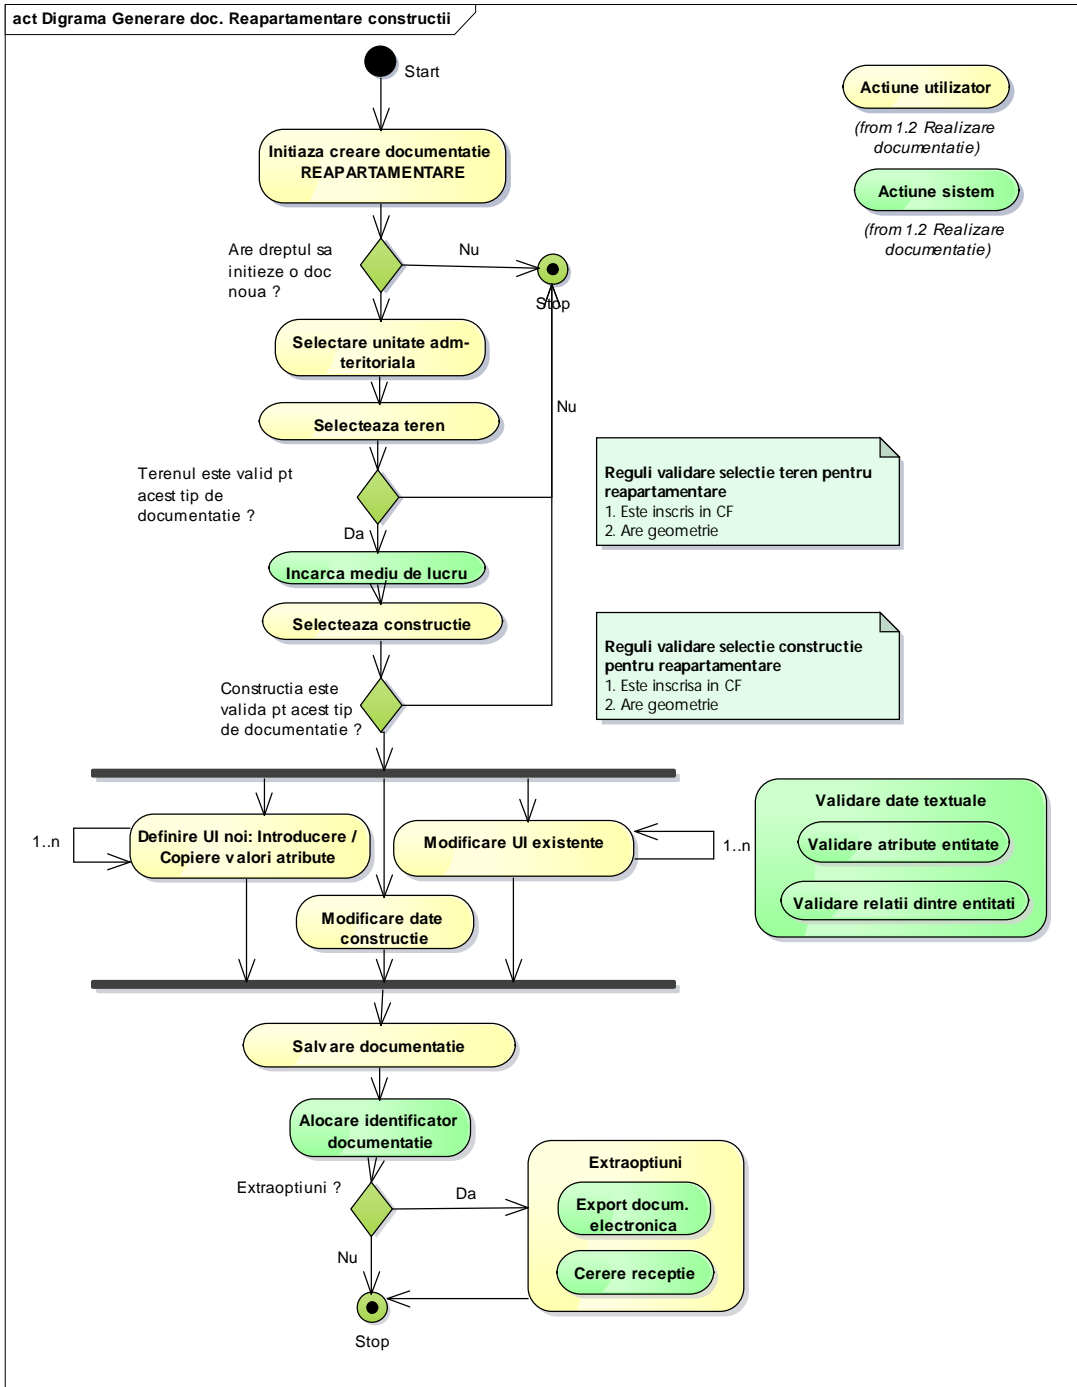 act Digrama Generare doc. Reapartamentare constructii
Start
Actiune utilizator
(from 1.2 Realizare
documentatie)
Initiaza creare documentatie
REAPARTAMENTARE
Actiune sistem
(from 1.2 Realizare
documentatie)
Are dreptul sa
initieze o doc
noua ?
Nu
Stop
Selectare unitate adm-
teritoriala
Nu
Selecteaza teren
Terenul este valid pt
acest tip de
documentatie ?
Da
Reguli validare selectie teren pentru
reapartamentare
1. Este inscris in CF
2. Are geometrie
Incarca mediu de lucru
Selecteaza constructie
Reguli validare selectie constructie
pentru reapartamentare
1. Este inscrisa in CF
2. Are geometrie
Constructia este
valida pt acest tip
de documentatie ?
1..n
Definire UI noi: Introducere /
Copiere valori atribute
Modificare UI existente
1..n
Validare date textuale
Validare atribute entitate
Validare relatii dintre entitati
Modificare date
constructie
Salvare documentatie
Alocare identificator
documentatie
Extraoptiuni ?
Da
Nu
Extraoptiuni
Export docum.
electronica
Cerere receptie
Stop